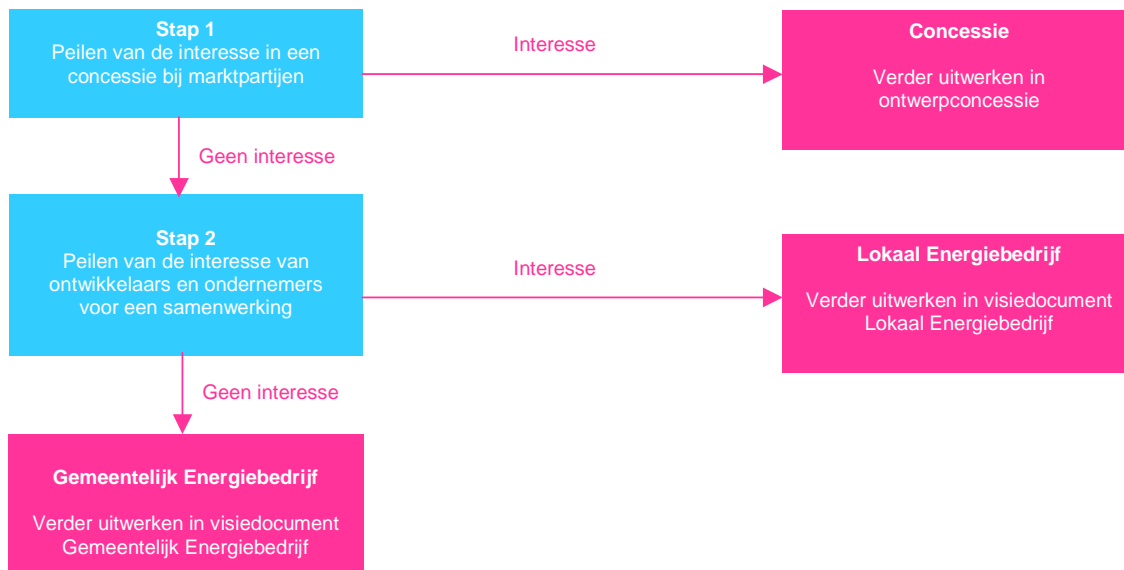 Stap 1
Peilen van de interesse in een
concessie bij marktpartijen
Interesse
Concessie
Verder uitwerken in
ontwerpconcessie
Geen interesse
Stap 2
Peilen van de interesse van
ontwikkelaars en ondernemers
voor een samenwerking
Interesse
Lokaal Energiebedrijf
Verder uitwerken in visiedocument
Lokaal Energiebedrijf
Geen interesse
Gemeentelijk Energiebedrijf
Verder uitwerken in visiedocument
Gemeentelijk Energiebedrijf